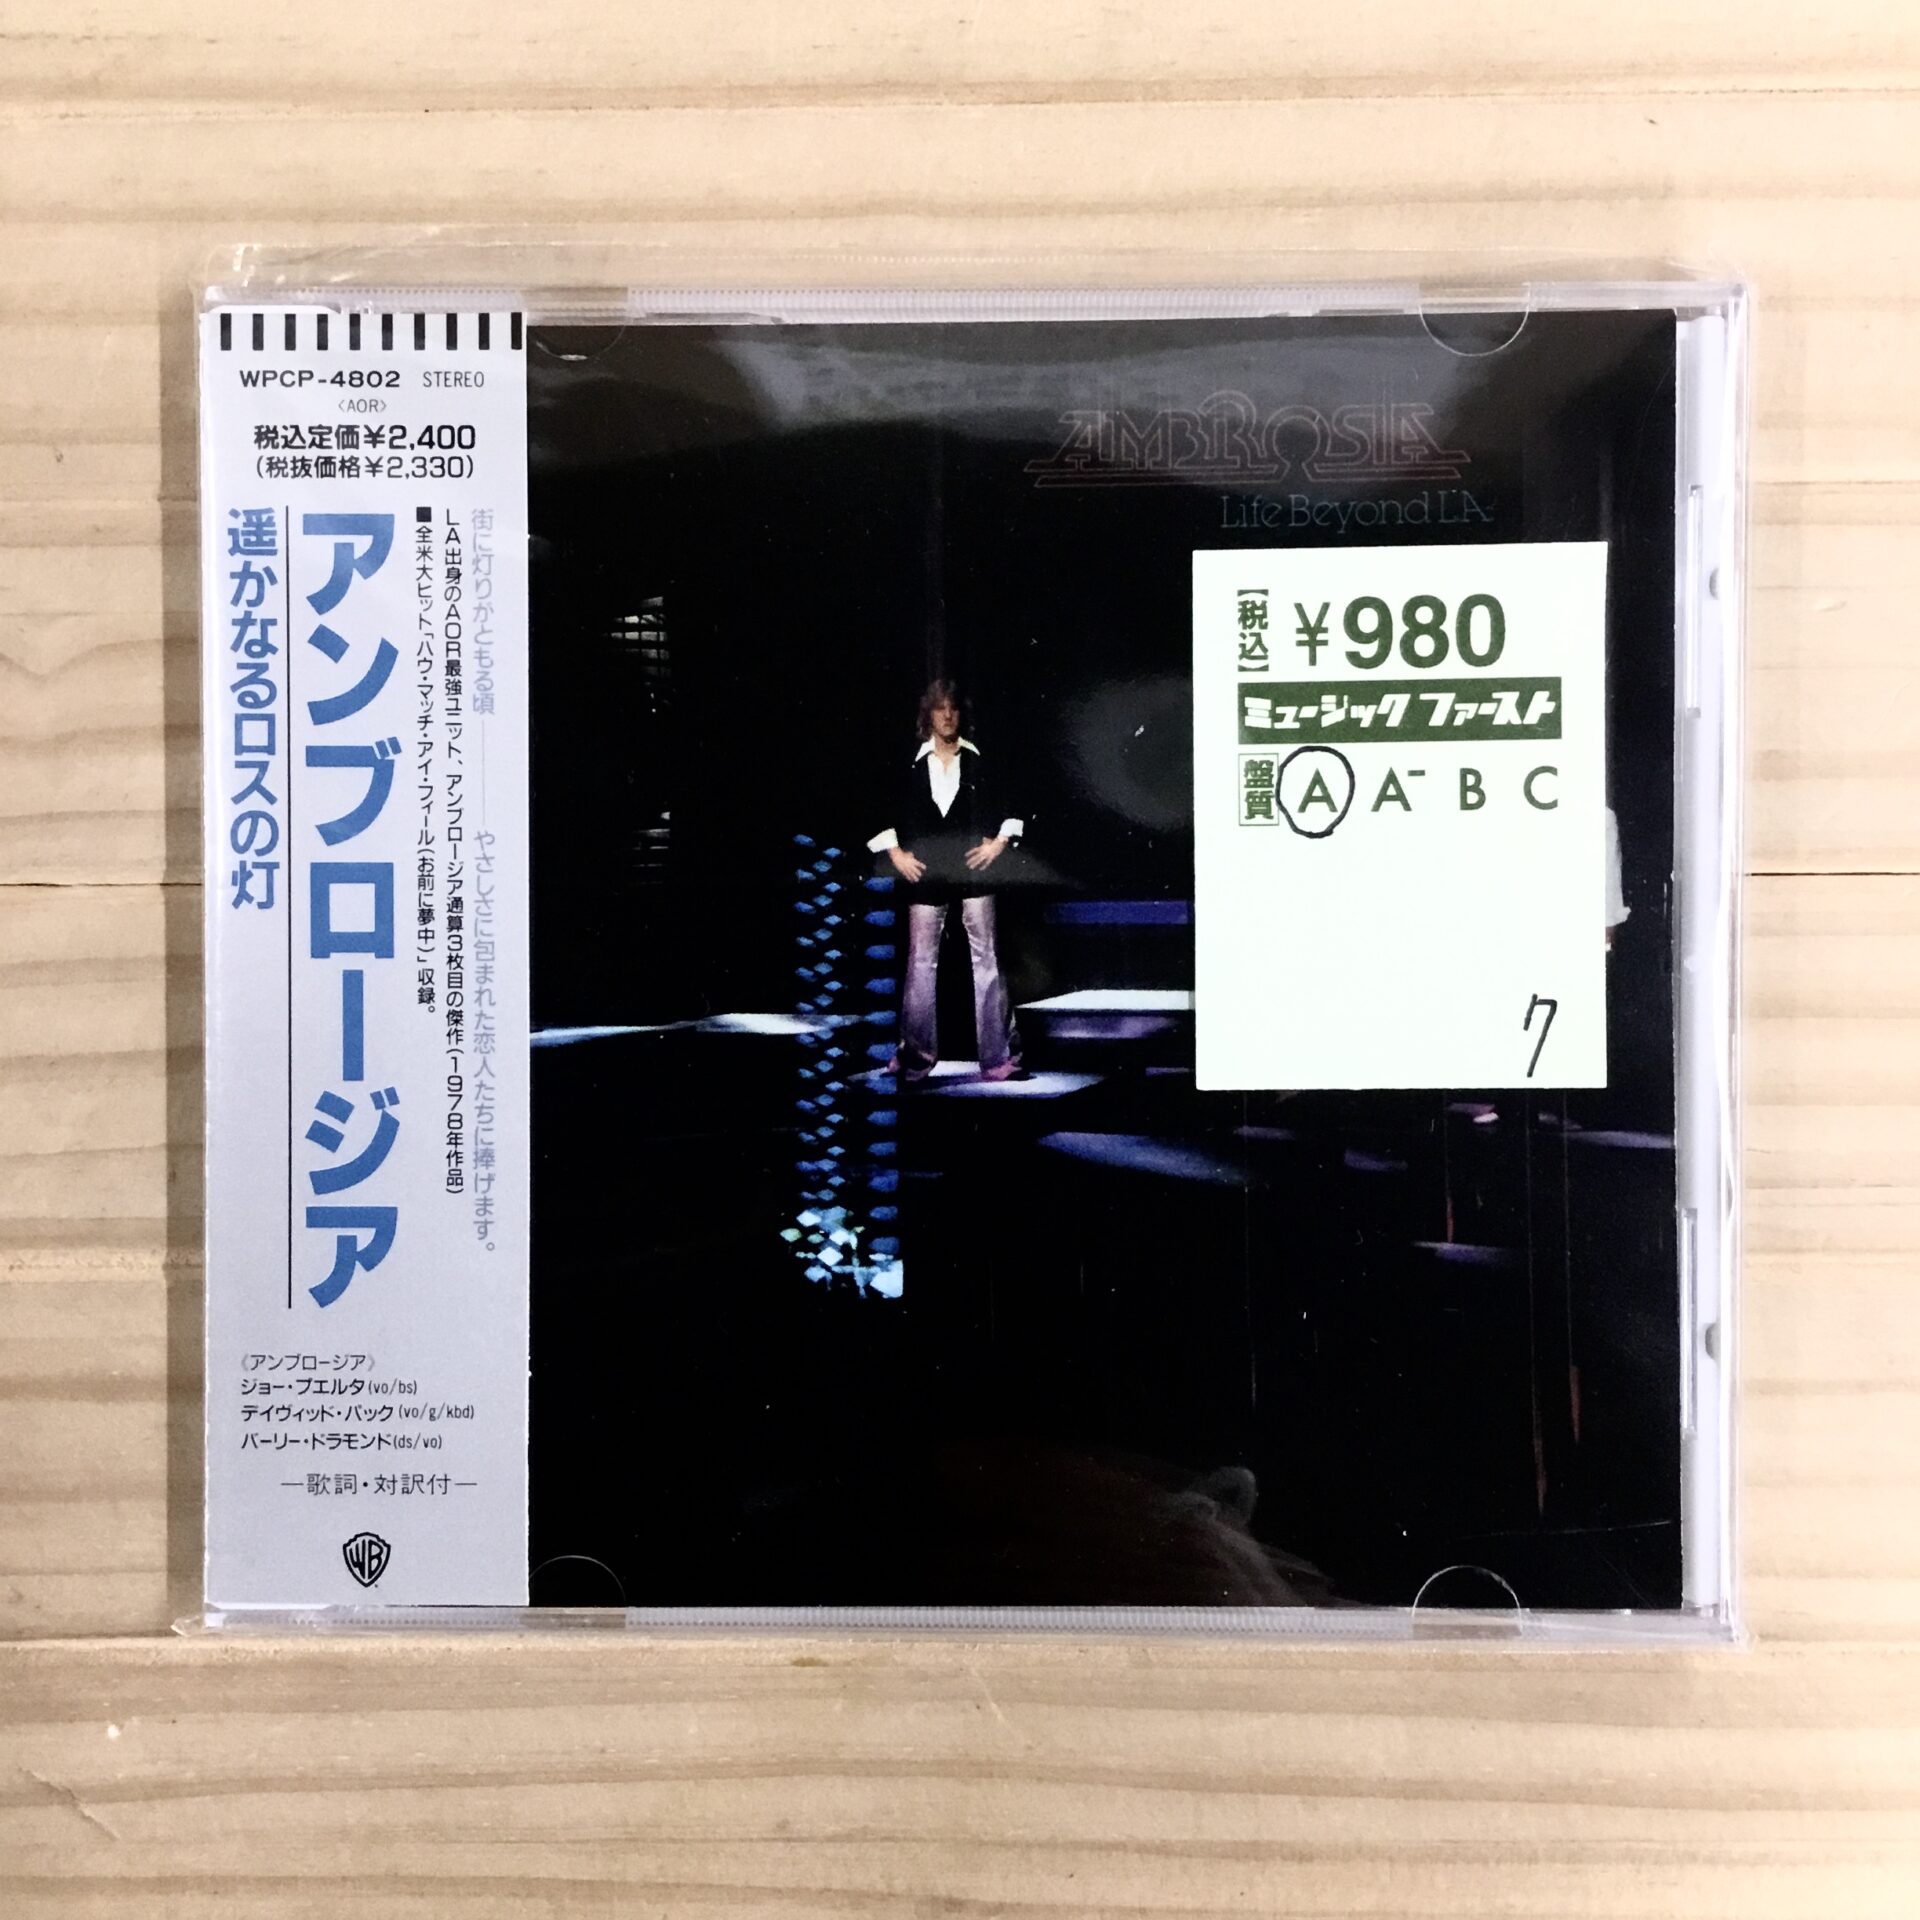 WPCP-4802 STEREO
〈AOR〉
税込定価¥2,400
(税抜価格¥2,330)
街に灯りがともる頃——やさしさに包まれた恋人たちに捧げます。
LA出身のAOR最強ユニット、アンブロージア通算3枚目の傑作(1978年作品)
■全米大ヒット「ハウ・マッチ・アイ・フィール(お前に夢中)」収録。
アンブロージア
遥かなるロスの灯
《アンブロージア》
ジョー・プエルタ(vo/bs)
デイヴィッド・パック(vo/g/kbd)
バーリー・ドラモンド(ds/vo)
—歌詞・対訳付—
WB
AMBROSIA
Life Beyond L.A.
【税込】¥980
ミュージック ファースト
盤質 A A- B C
ク